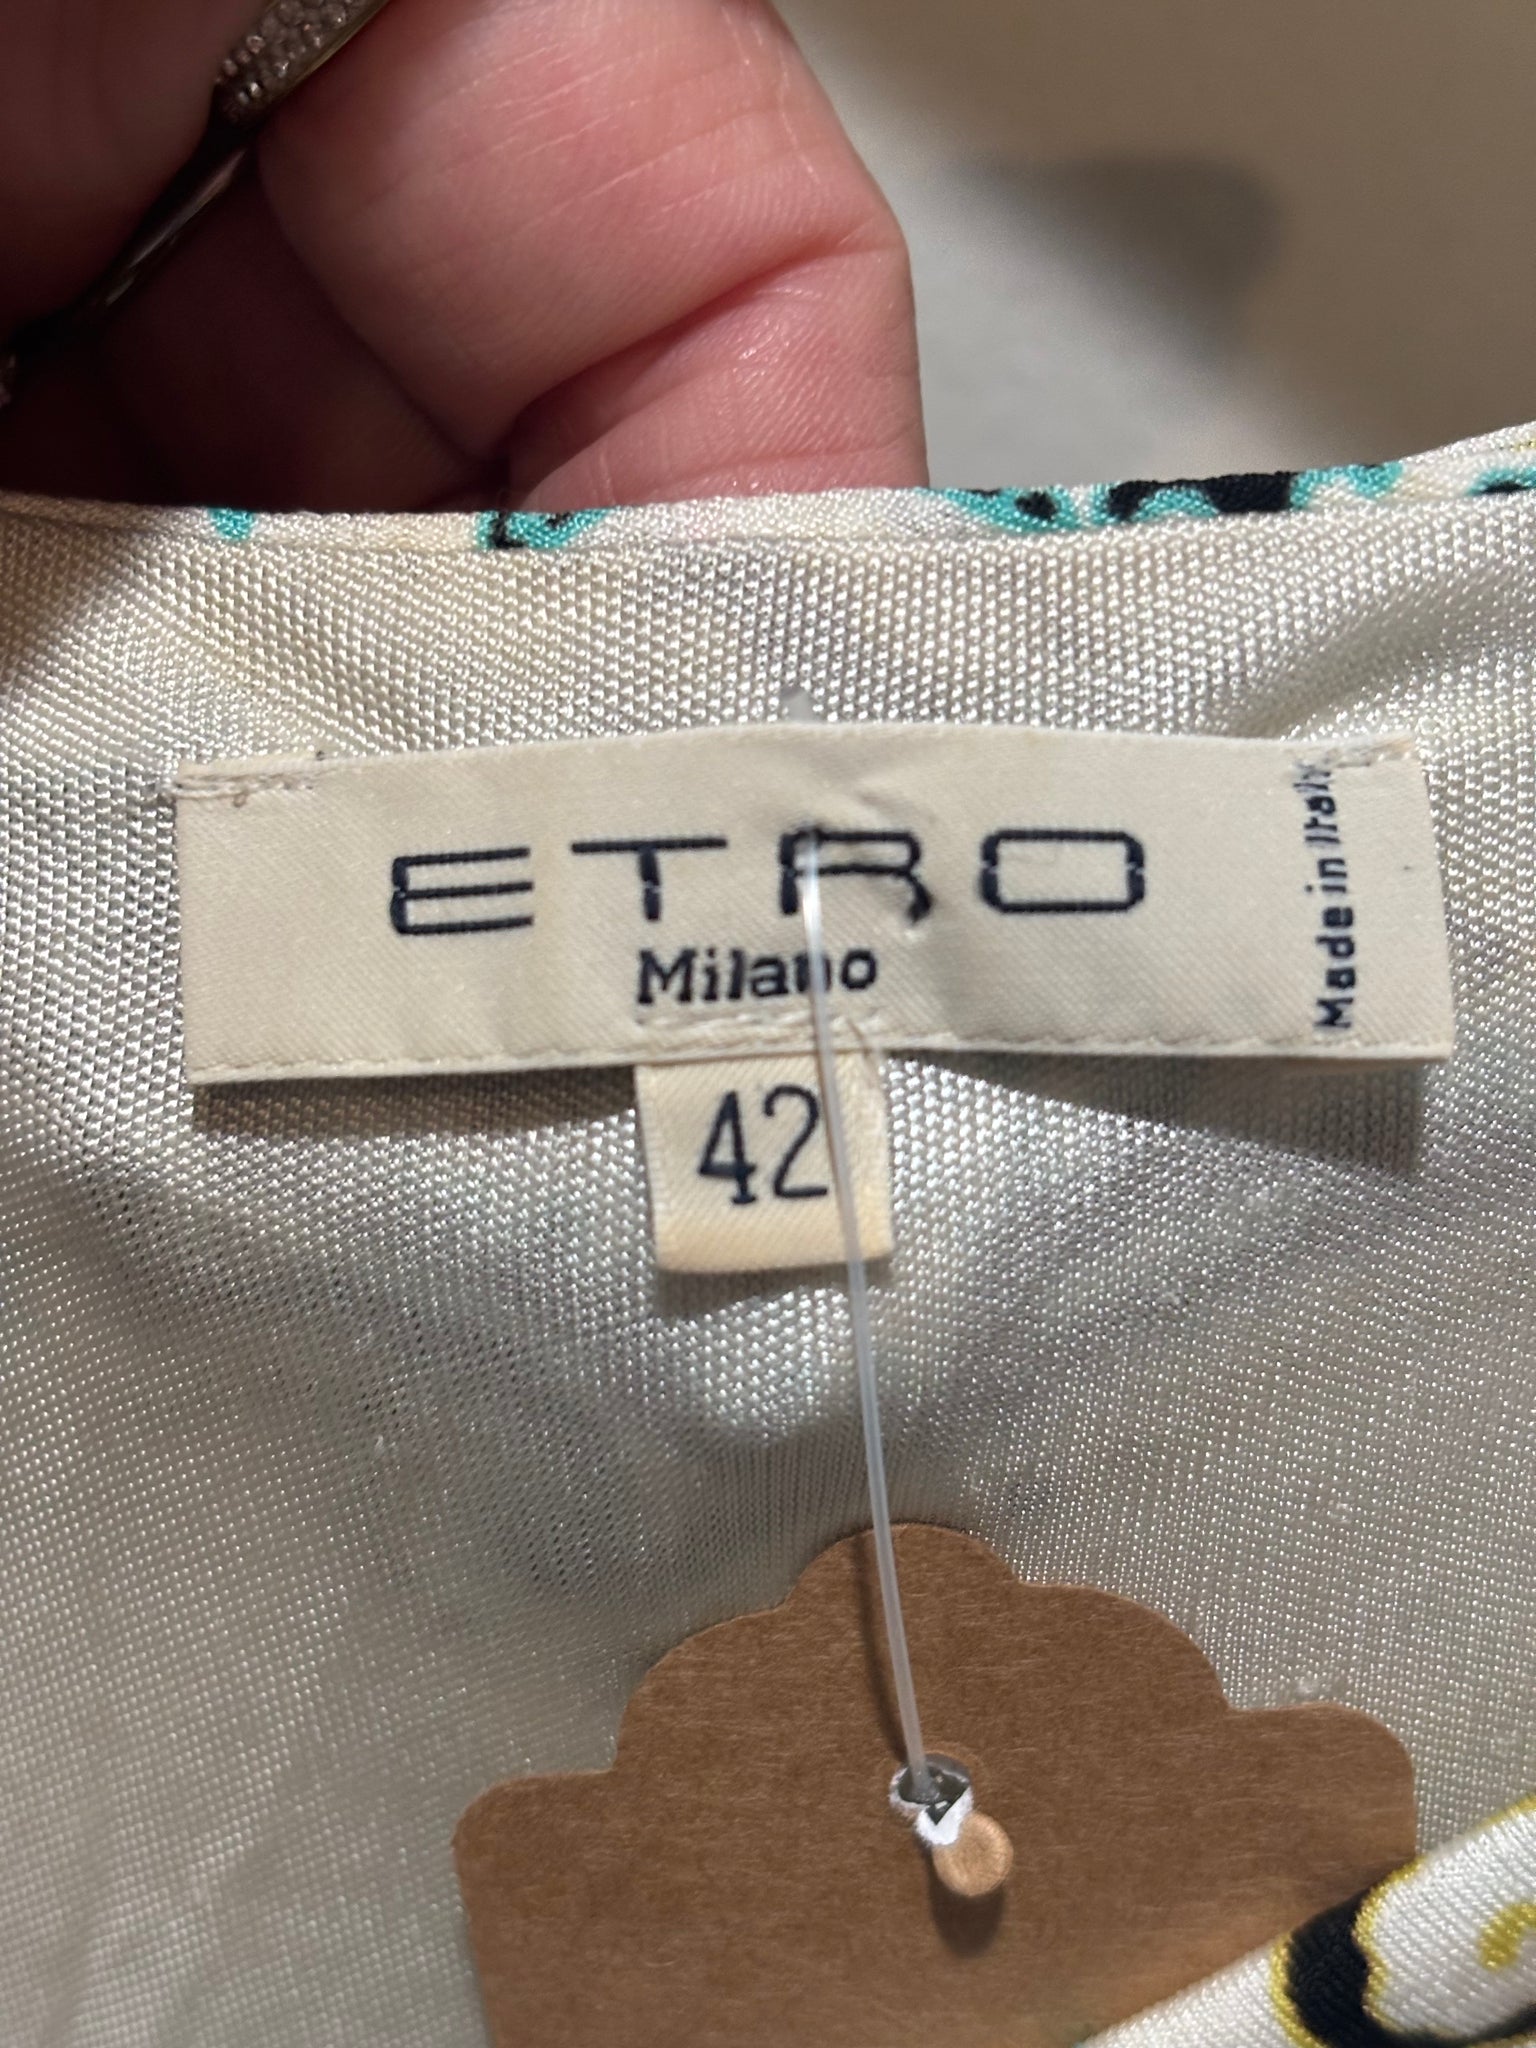 ETRO
Milano
Made in Italy
42